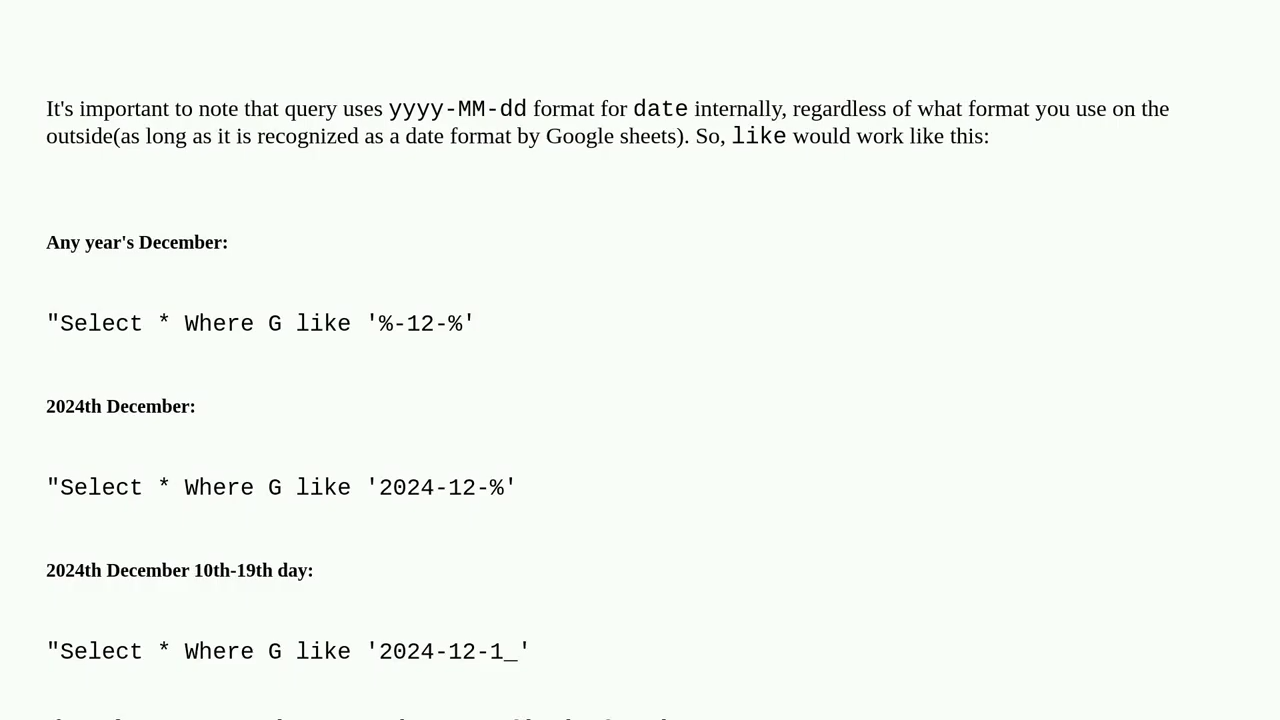 It's important to note that query uses yyyy-MM-dd format for date internally, regardless of what format you use on the
outside(as long as it is recognized as a date format by Google sheets). So, like would work like this:
Any year's December:
"Select * Where G like '%-12-%'
2024th December:
"Select * Where G like '2024-12-%'
2024th December 10th-19th day:
"Select * Where G like '2024-12-1_'